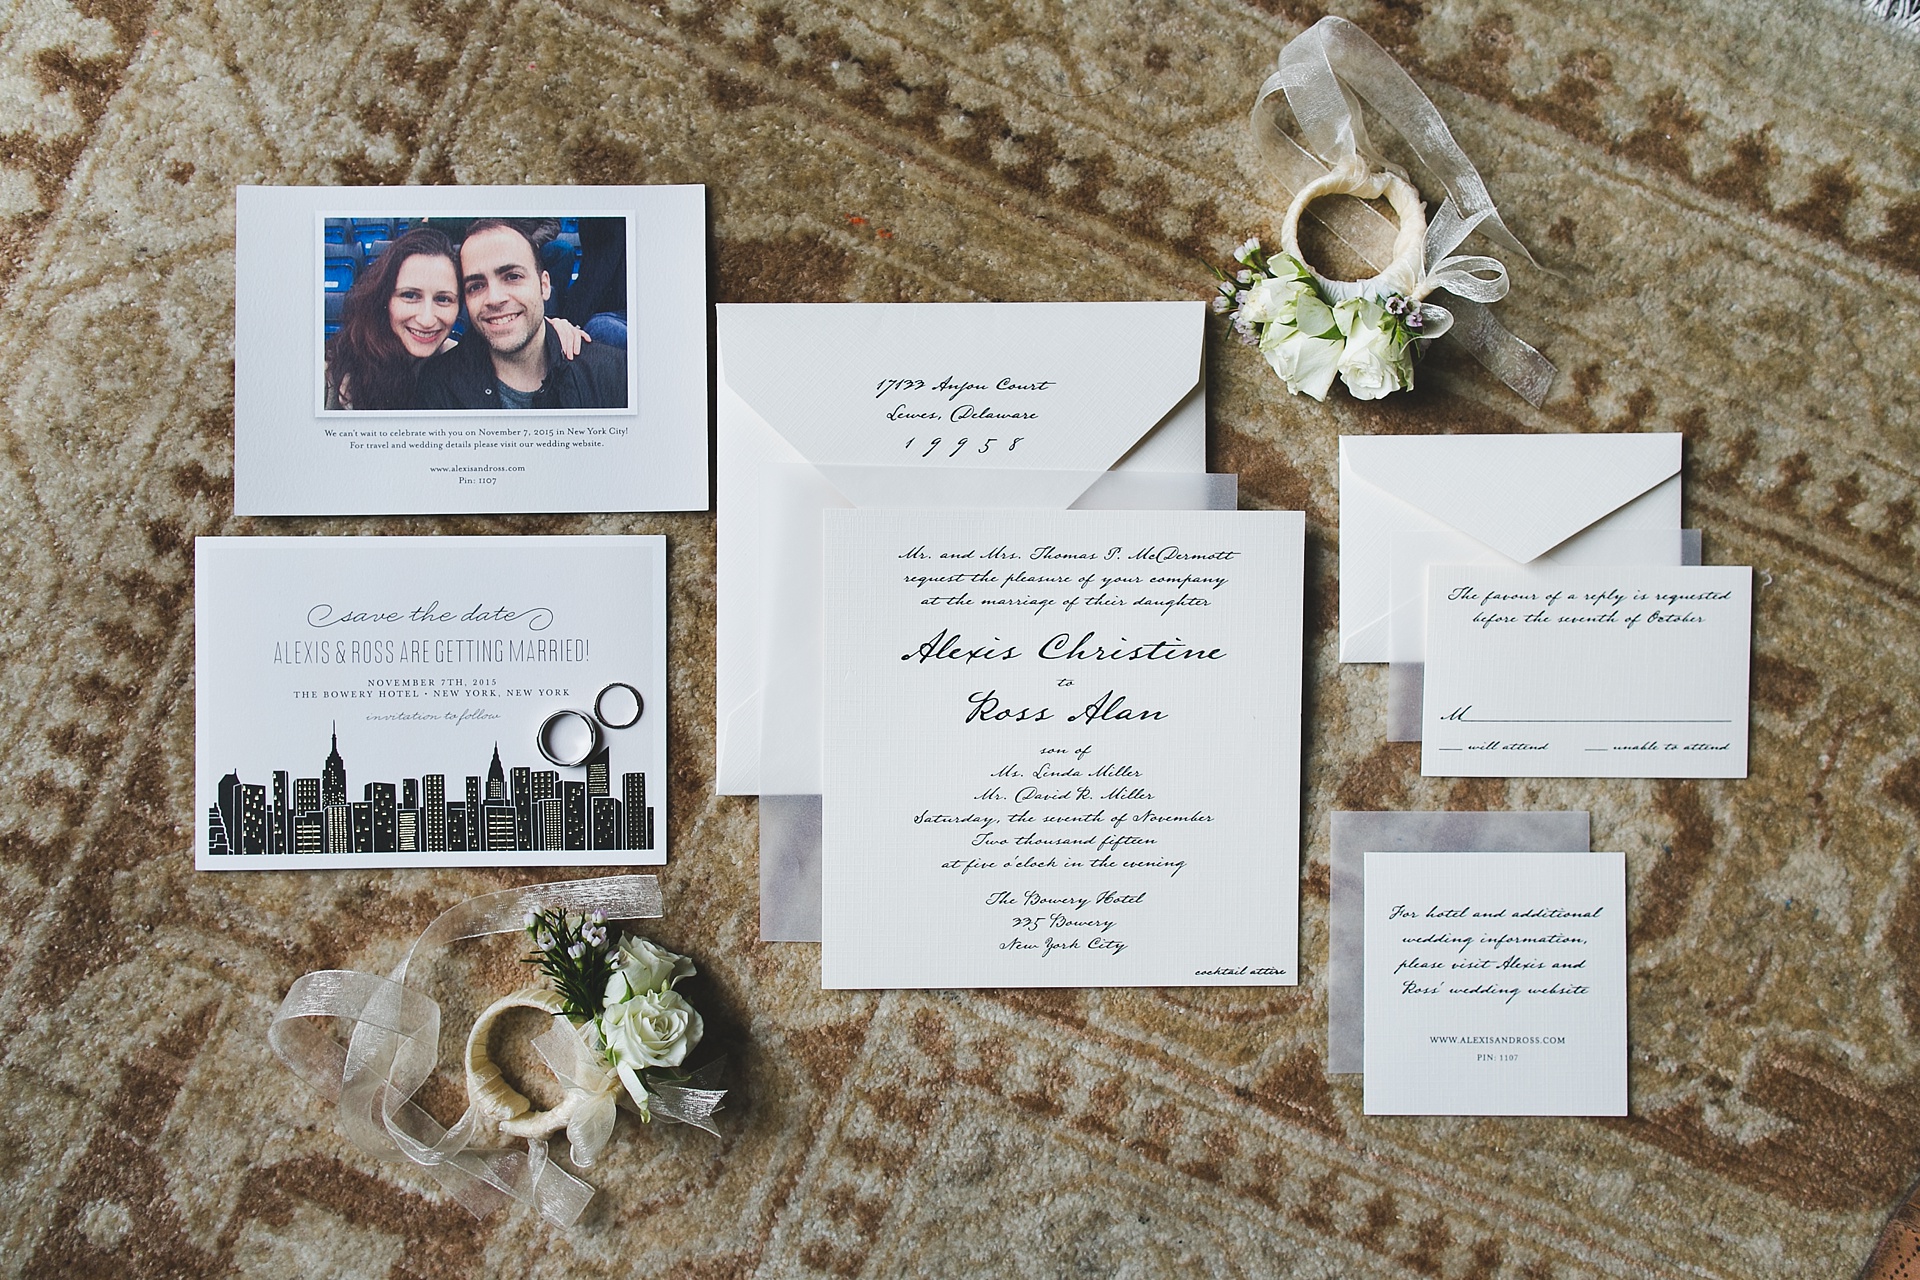 We can't wait to celebrate with you on November 7, 2015 in New York City!
For travel and wedding details please visit our wedding website.
www.alexisandross.com
Pin: 1107
save the date
ALEXIS & ROSS ARE GETTING MARRIED!
NOVEMBER 7TH, 2015
THE BOWERY HOTEL • NEW YORK, NEW YORK
invitation to follow
17133 Anjou Court
Lewes, Delaware
19958
Mr. and Mrs. Thomas P. McDermott
request the pleasure of your company
at the marriage of their daughter
Alexis Christine
to
Ross Alan
son of
Ms. Linda Miller
Mr. David R. Miller
Saturday, the seventh of November
Two thousand fifteen
at five o'clock in the evening
The Bowery Hotel
335 Bowery
New York City
cocktail attire
The favour of a reply is requested
before the seventh of October
M
will attend unable to attend
For hotel and additional
wedding information,
please visit Alexis and
Ross' wedding website
WWW.ALEXISANDROSS.COM
PIN: 1107